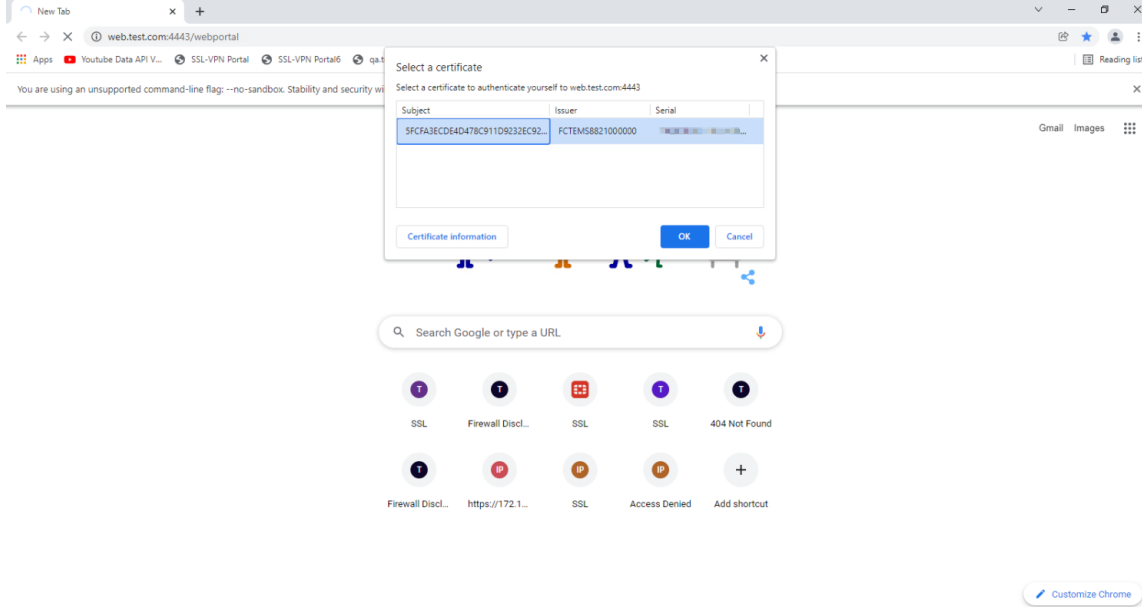 New Tab
web.test.com:4443/webportal
Apps Youtube Data API V... SSL-VPN Portal SSL-VPN Portal6 qa.t Reading list
You are using an unsupported command-line flag: --no-sandbox. Stability and security wi
Select a certificate
Select a certificate to authenticate yourself to web.test.com:4443
Subject Issuer Serial
5FCFA3ECDE4D478C911D9232EC92... FCTEMS8821000000 ...
Certificate information OK Cancel
Gmail Images
Search Google or type a URL
T T T T
SSL Firewall Discl... SSL SSL 404 Not Found
T IP IP IP
Firewall Discl... https://172.1... SSL Access Denied Add shortcut
Customize Chrome